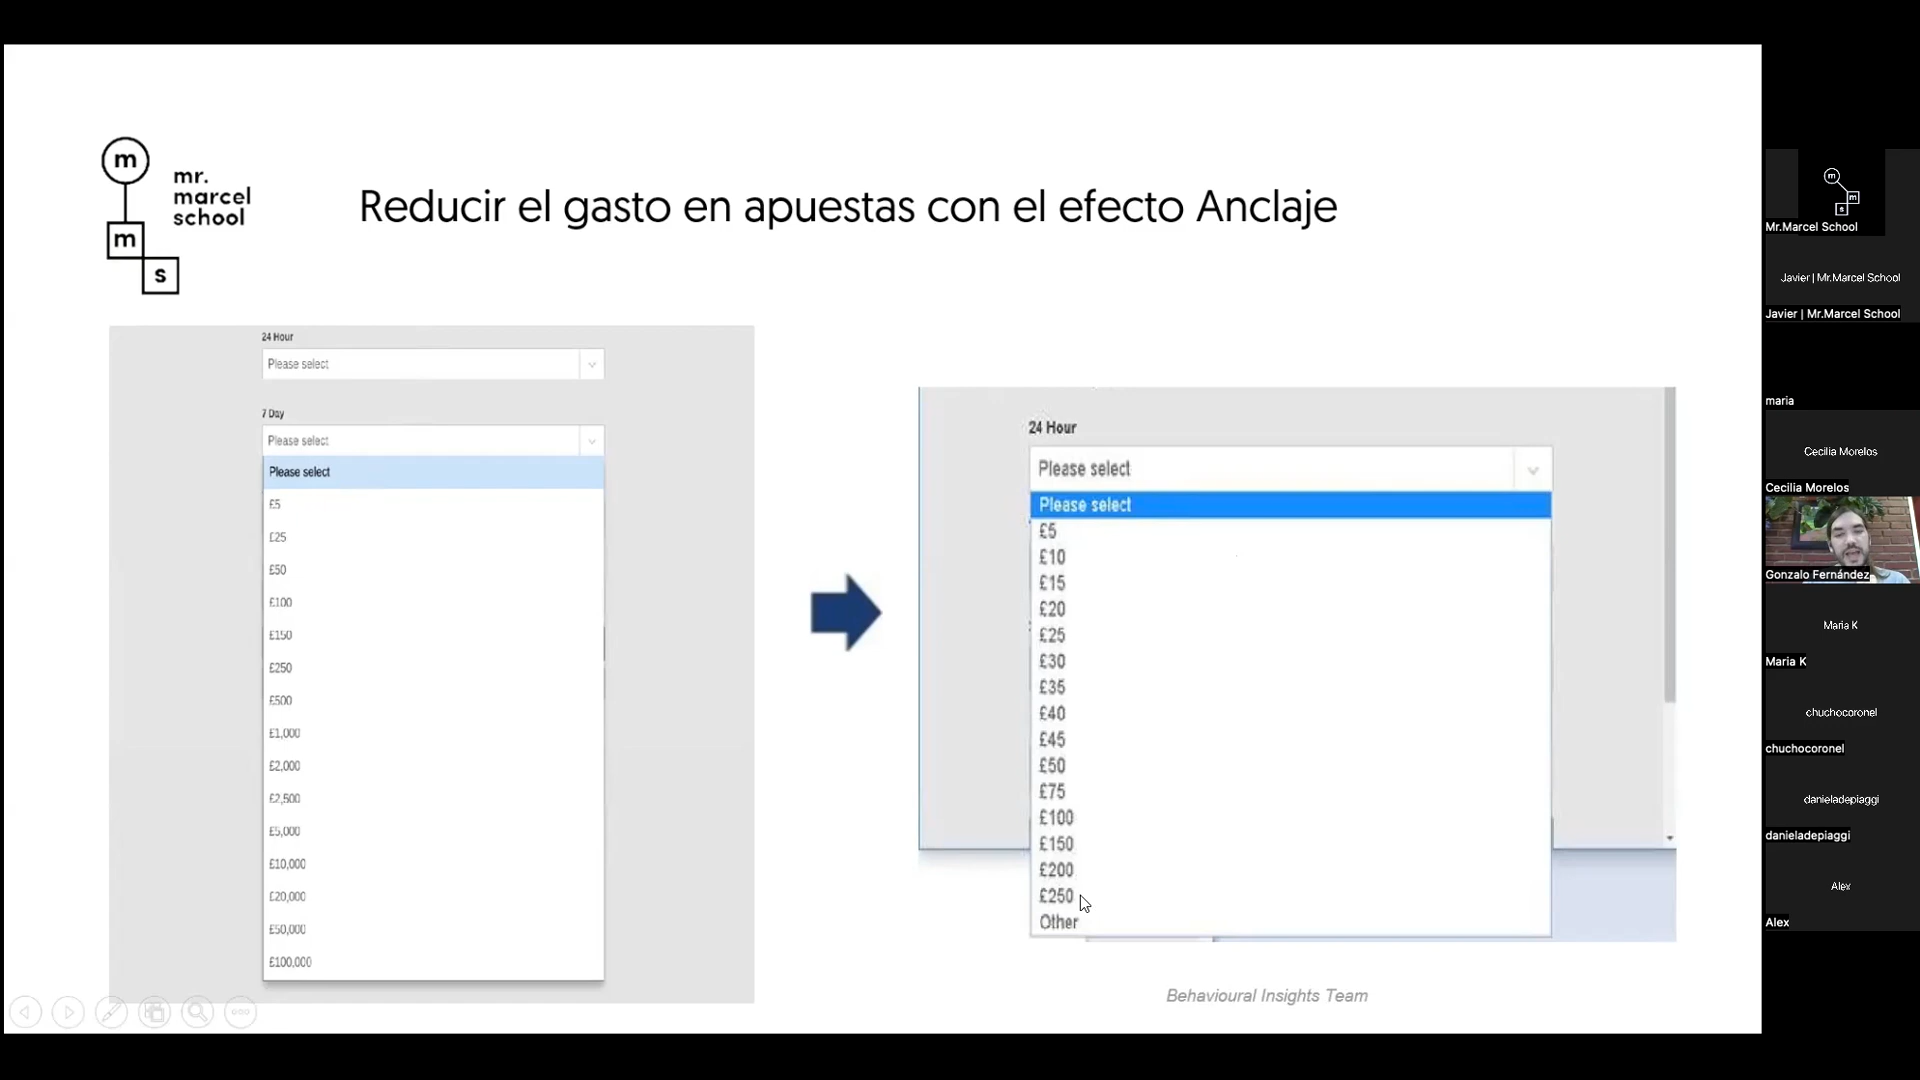 m
m
s
mr.
marcel
school
Reducir el gasto en apuestas con el efecto Anclaje
24 Hour
Please select
7 Day
Please select
Please select
£5
£25
£50
£100
£150
£250
£500
£1,000
£2,000
£2,500
£5,000
£10,000
£20,000
£50,000
£100,000
24 Hour
Please select
Please select
£5
£10
£15
£20
£25
£30
£35
£40
£45
£50
£75
£100
£150
£200
£250
Other
Behavioural Insights Team
m
m
s
Mr.Marcel School
Javier | Mr.Marcel School
Javier | Mr.Marcel School
maria
Cecilia Morelos
Cecilia Morelos
Gonzalo Fernández
Maria K
Maria K
chuchocoronel
chuchocoronel
danieladepiaggi
danieladepiaggi
Alex
Alex